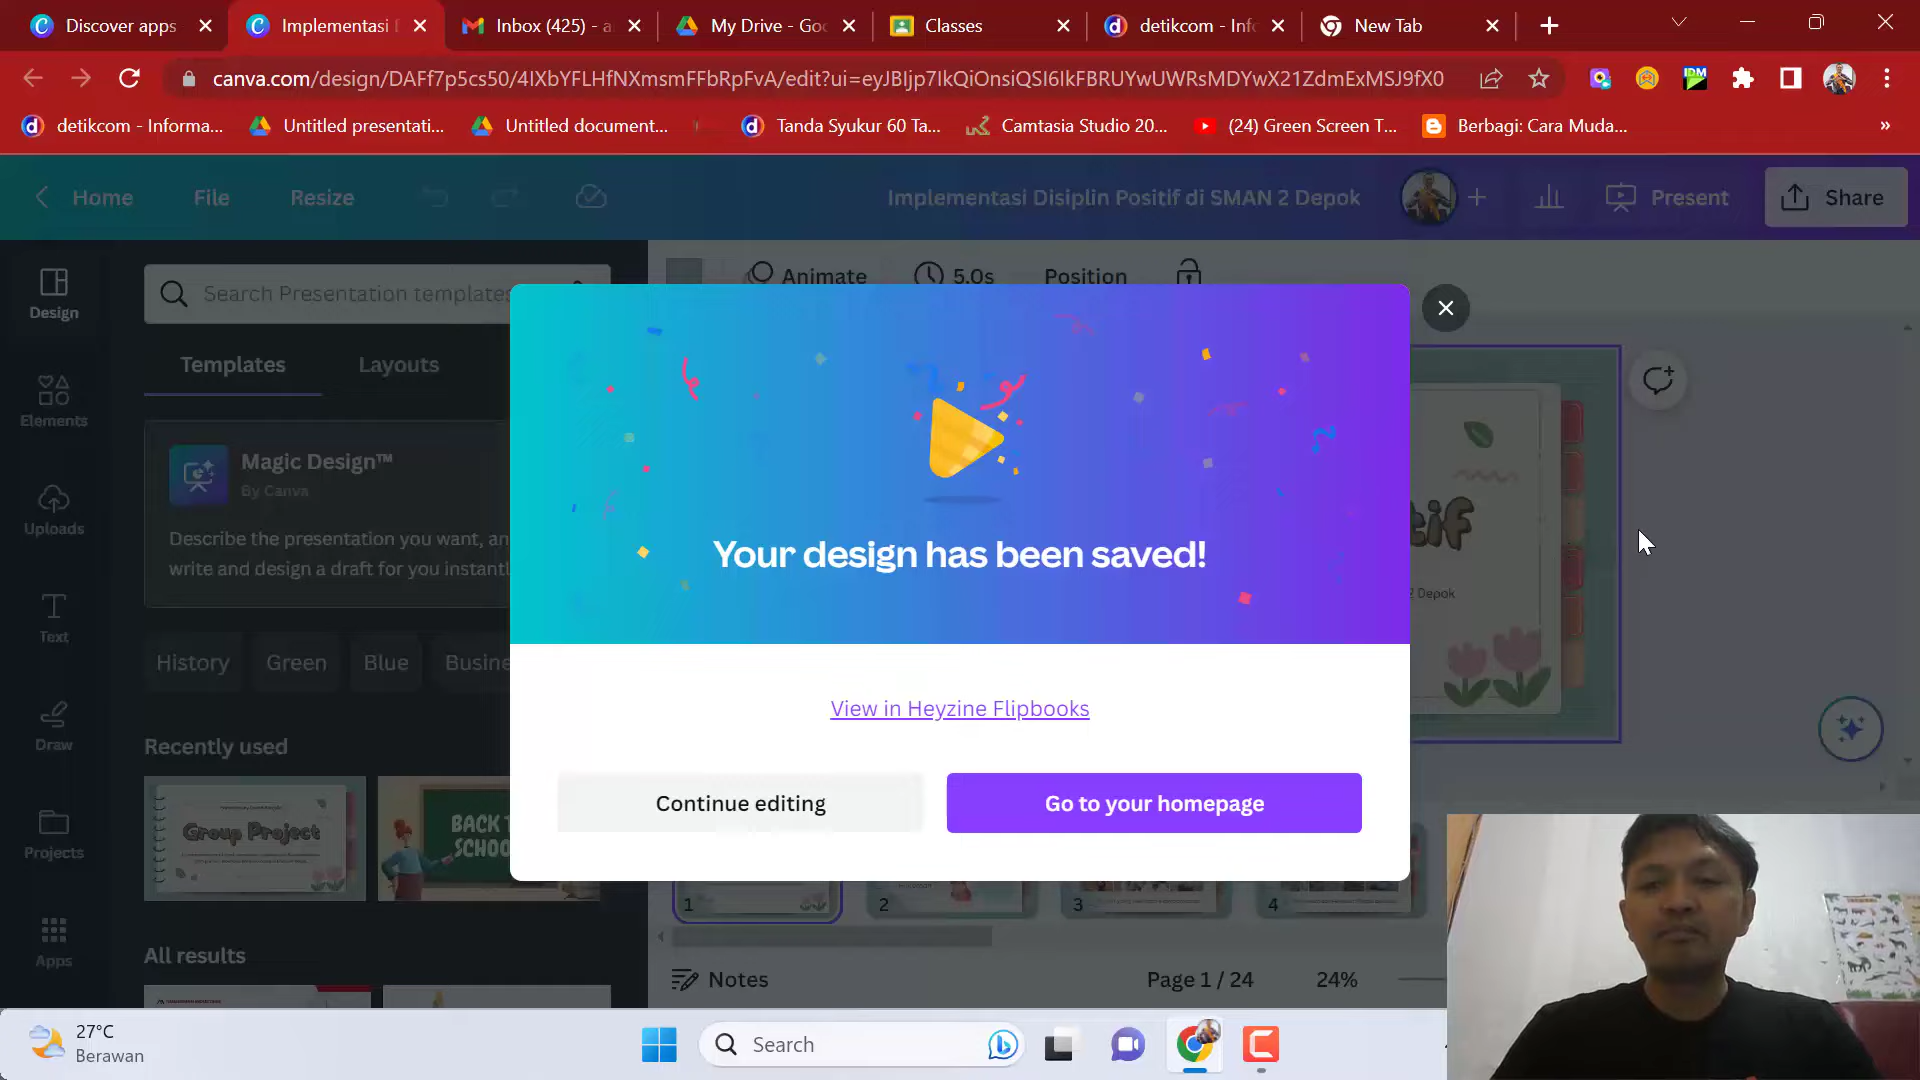 Discover apps
Implementasi
Inbox (425) - a
My Drive - Goo
Classes
detikcom - Info
New Tab
canva.com/design/DAFf7p5cs50/4IXbYFLHfNXmsmFFbRpFvA/edit?ui=eyJBIjp7IkQiOnsiQSI6IkFBRUYwUWRsMDYwX21ZdmExMSJ9fX0
detikcom - Informa...
Untitled presentati...
Untitled document...
Tanda Syukur 60 Ta...
Camtasia Studio 20...
(24) Green Screen T...
Berbagi: Cara Muda...
Home
File
Resize
Implementasi Disiplin Positif di SMAN 2 Depok
Present
Share
Design
Elements
Uploads
Text
Draw
Projects
Apps
Search Presentation templates
Templates
Layouts
Magic Design™
By Canva
Describe the presentation you want, an
write and design a draft for you instantl
History
Green
Blue
Busine
Recently used
Group Project
BACK T
SCHOO
All results
Animate
5.0s
Position
tif
2 Depok
Your design has been saved!
View in Heyzine Flipbooks
Continue editing
Go to your homepage
1
2
3
4
Notes
Page 1 / 24
24%
27°C
Berawan
Search